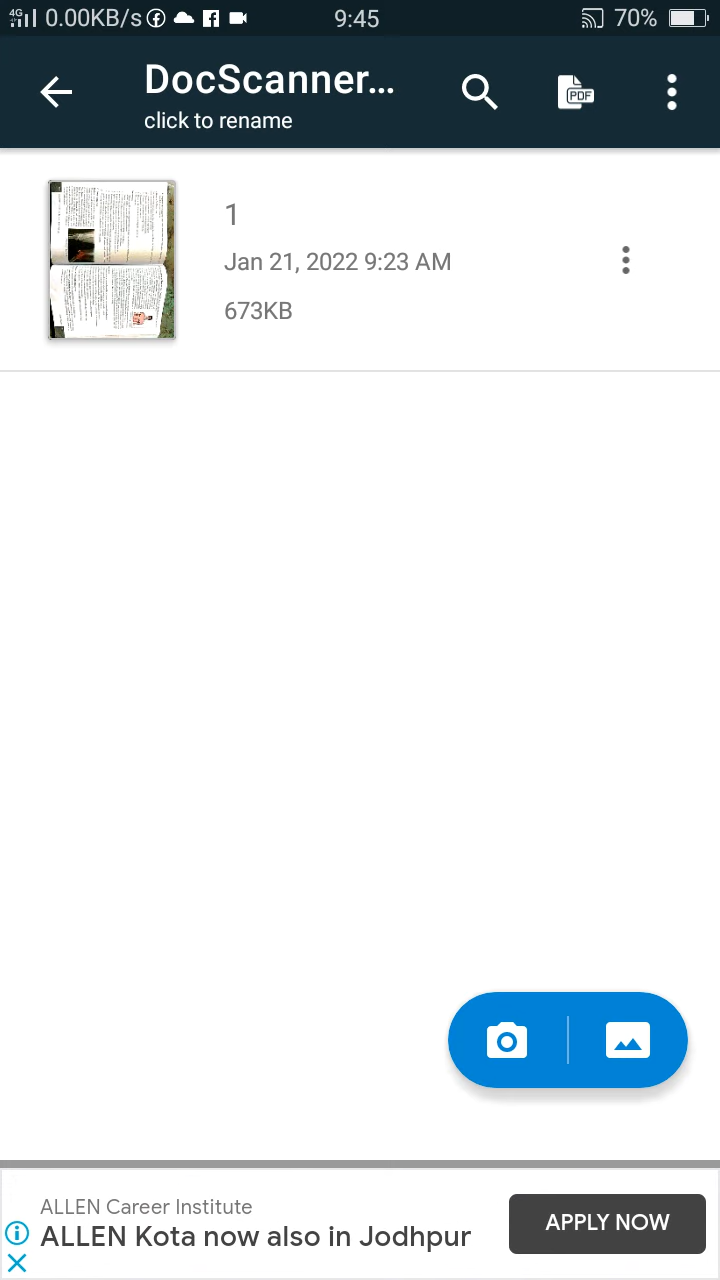 4G 0.00KB/s 9:45 70%
DocScanner...
click to rename
PDF
1
Jan 21, 2022 9:23 AM
673KB
ALLEN Career Institute
ALLEN Kota now also in Jodhpur
APPLY NOW